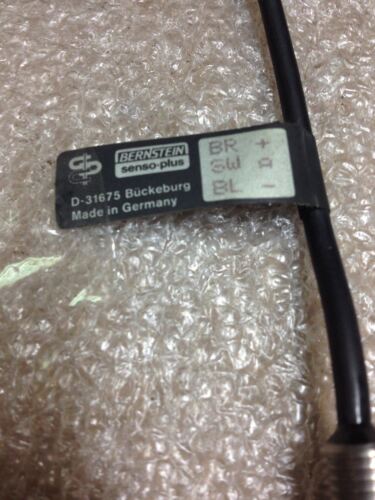 BERNSTEIN
senso-plus
D-31675 Bückeburg
Made in Germany
BR +
SW A
BL -